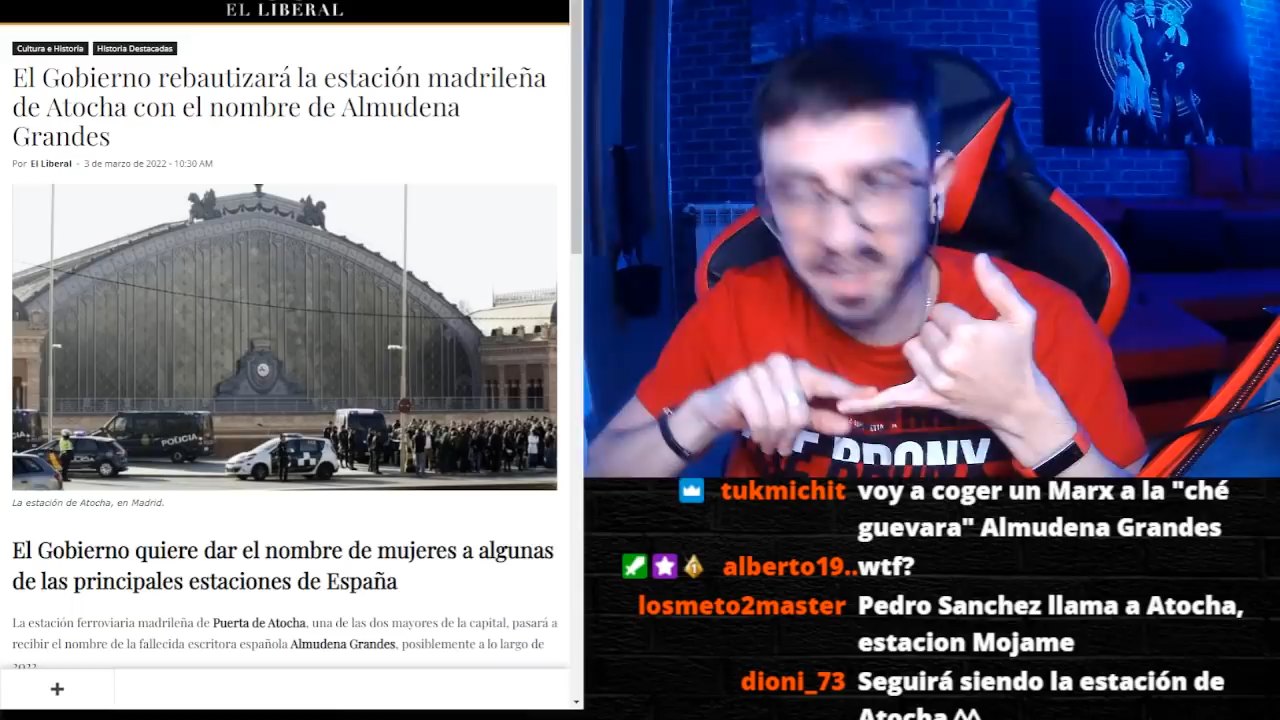 EL LIBERAL
Cultura e Historia
Historia Destacadas
El Gobierno rebautizará la estación madrileña
de Atocha con el nombre de Almudena
Grandes
Por El Liberal - 3 de marzo de 2022 - 10:30 AM
POLICÍA
La estación de Atocha, en Madrid.
El Gobierno quiere dar el nombre de mujeres a algunas
de las principales estaciones de España
La estación ferroviaria madrileña de Puerta de Atocha, una de las dos mayores de la capital, pasará a
recibir el nombre de la fallecida escritora española Almudena Grandes, posiblemente a lo largo de
2022
+
BRONX
tukmichit voy a coger un Marx a la "ché
guevara" Almudena Grandes
alberto19.. wtf?
losmeto2master Pedro Sanchez llama a Atocha,
estacion Mojame
dioni_73 Seguirá siendo la estación de
Atocha ^^